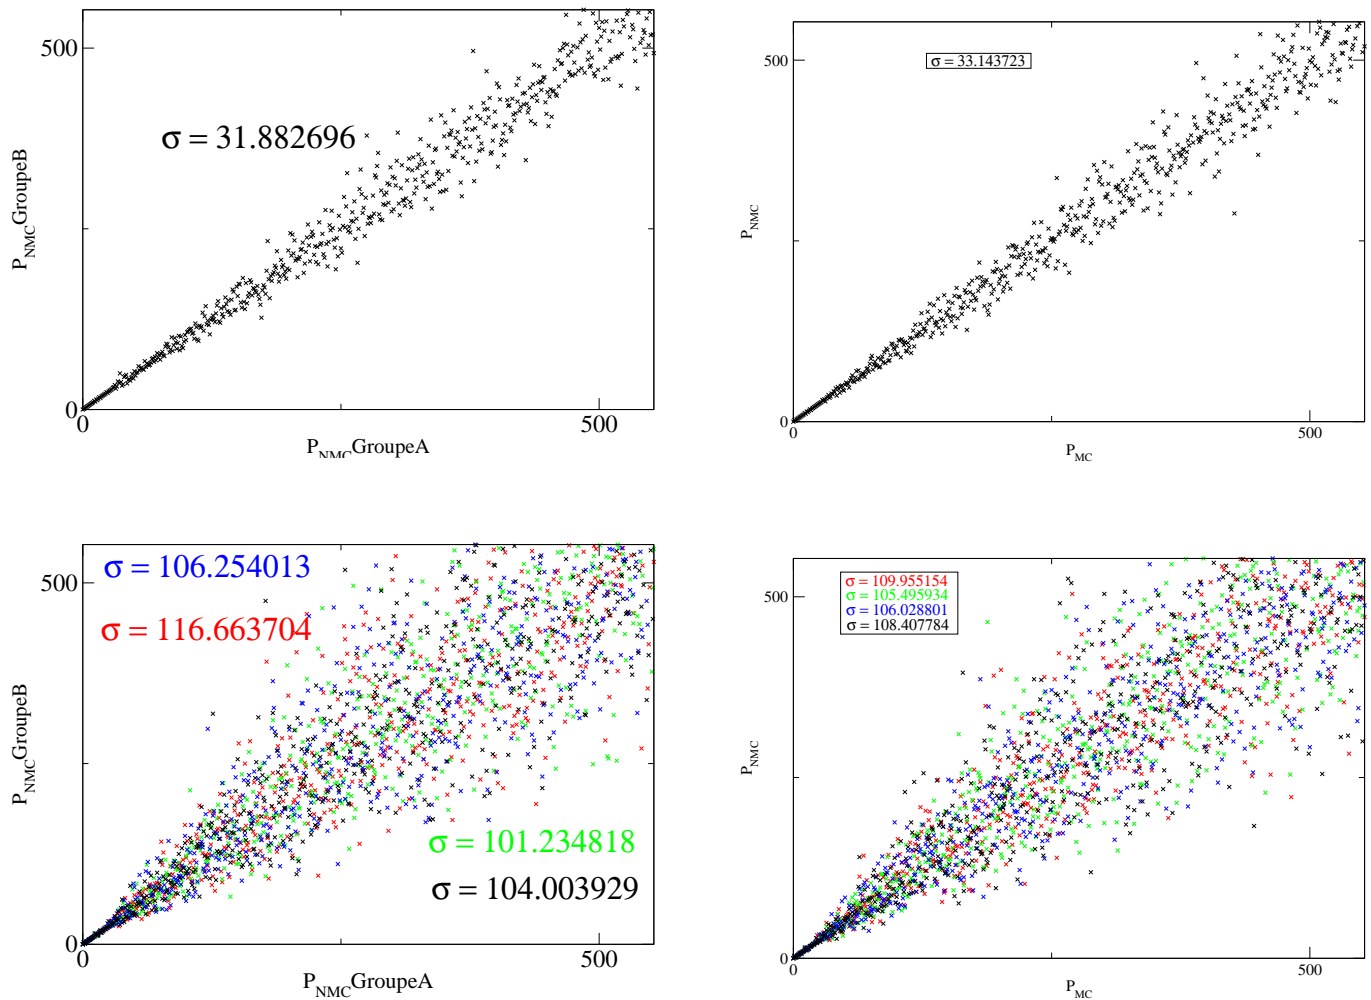 500
σ = 31.882696
P_NMC GroupeB
0
0
500
P_NMC GroupeA
500
σ = 33.143723
P_NMC
0
0
500
P_MC
500
σ = 106.254013
σ = 116.663704
P_NMC GroupeB
σ = 101.234818
σ = 104.003929
0
0
500
P_NMC GroupeA
500
σ = 109.955154
σ = 105.495934
σ = 106.028801
σ = 108.407784
P_NMC
0
0
500
P_MC